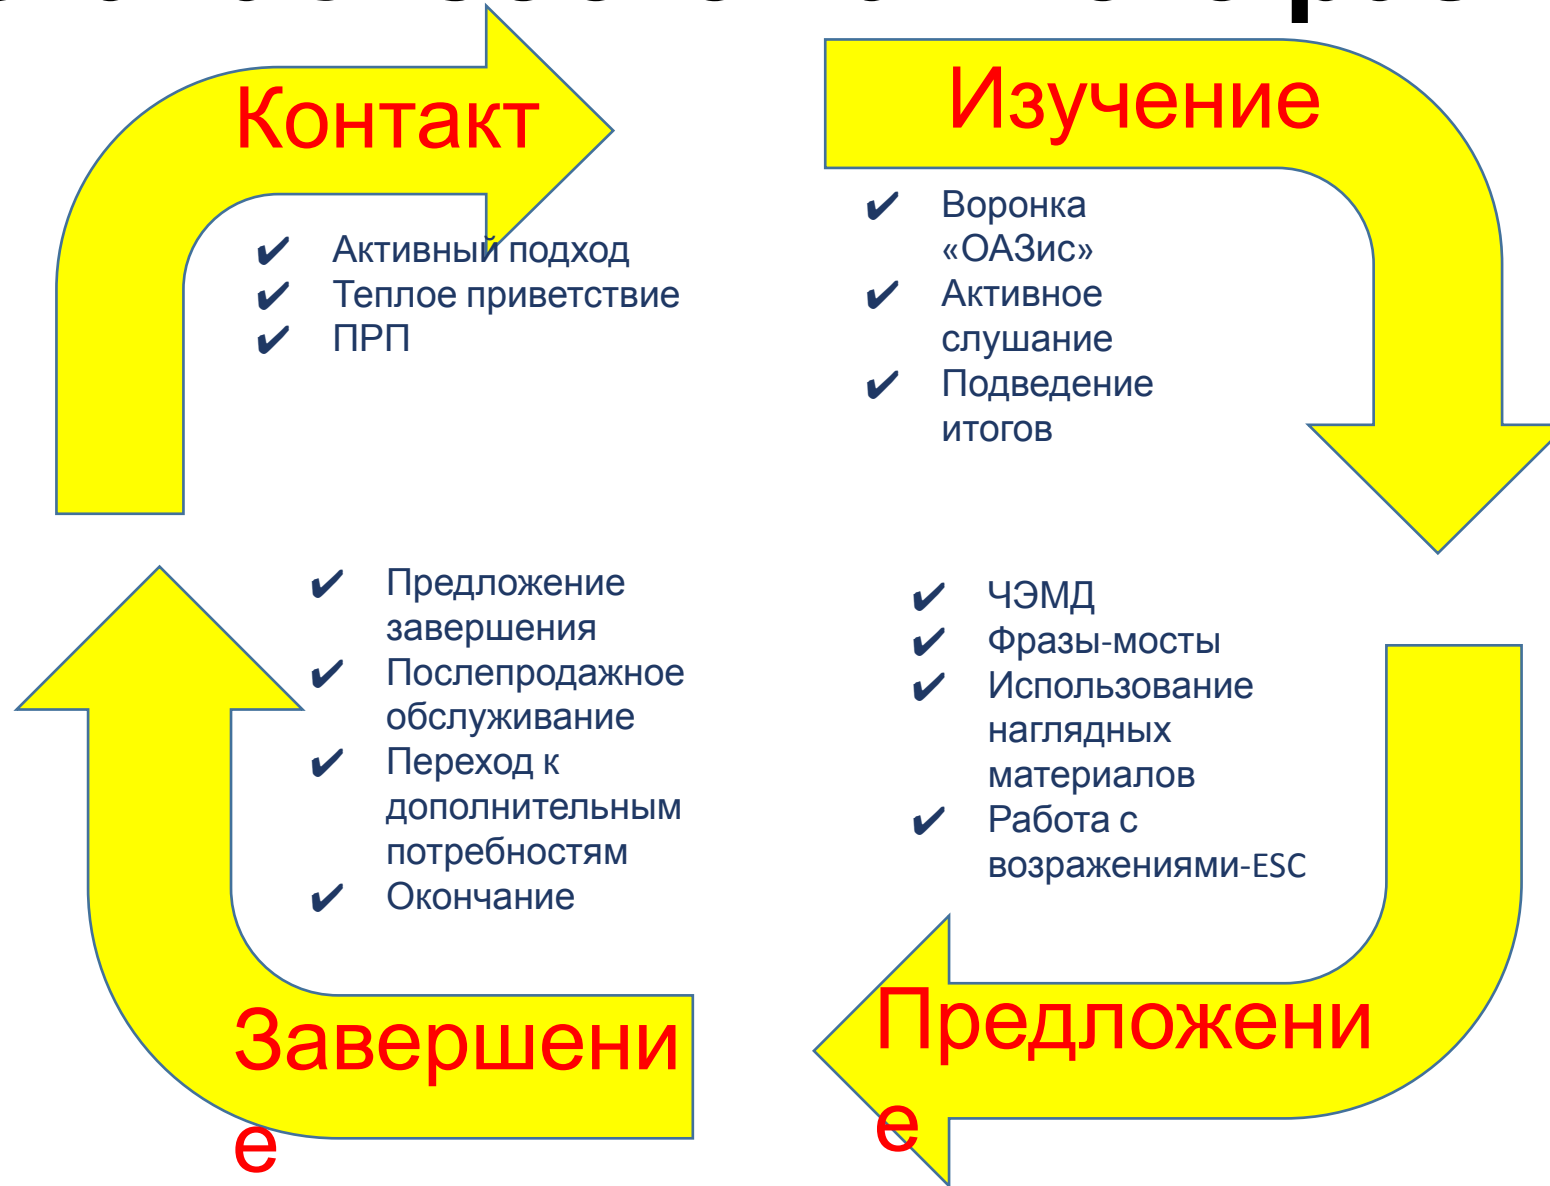 Контакт
Активный подход
Теплое приветствие
ПРП
Изучение
Воронка
«ОАЗис»
Активное
слушание
Подведение
итогов
Предложение
завершения
Послепродажное
обслуживание
Переход к
дополнительным
потребностям
Окончание
ЧЭМД
Фразы-мосты
Использование
наглядных
материалов
Работа с
возражениями-ESC
Завершени
е
Предложени
е